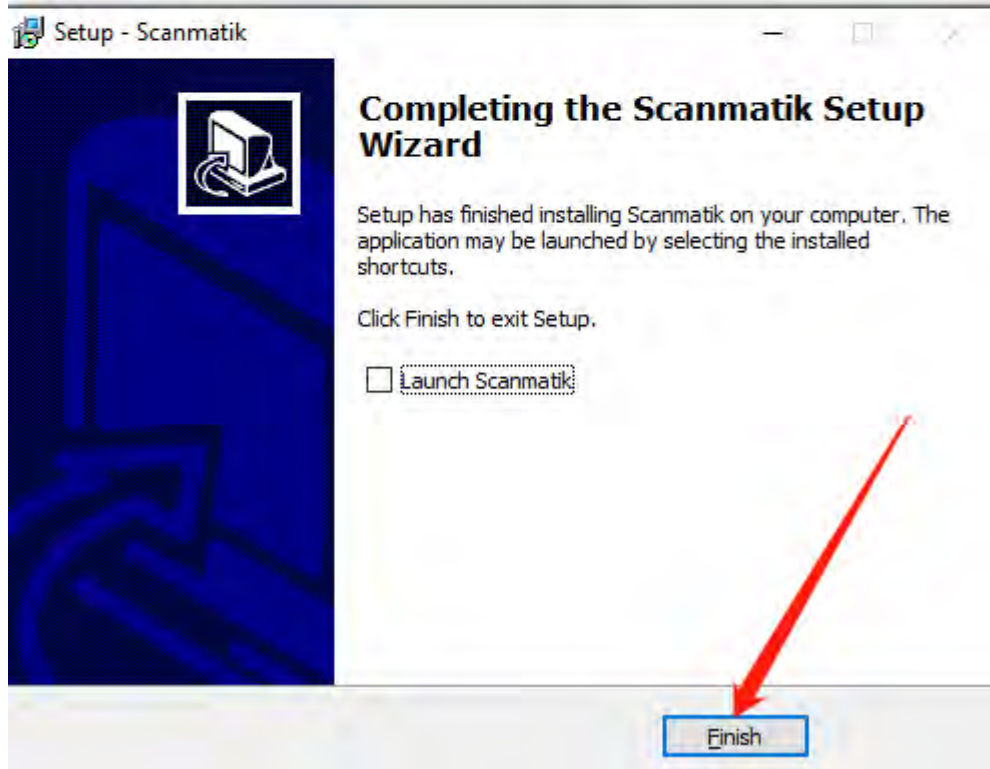 Setup - Scanmatik
Completing the Scanmatik Setup
Wizard
Setup has finished installing Scanmatik on your computer. The
application may be launched by selecting the installed
shortcuts.
Click Finish to exit Setup.
Launch Scanmatik
Finish